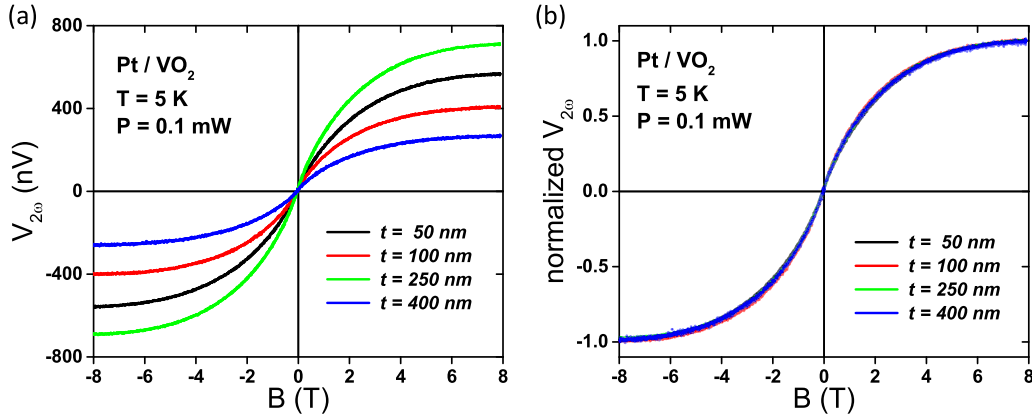 (a)
800
400
0
-400
-800
V2ω (nV)
Pt / VO2
T = 5 K
P = 0.1 mW
t = 50 nm
t = 100 nm
t = 250 nm
t = 400 nm
-8 -6 -4 -2 0 2 4 6 8
B (T)
(b)
1.0
0.5
0.0
-0.5
-1.0
normalized V2ω
Pt / VO2
T = 5 K
P = 0.1 mW
t = 50 nm
t = 100 nm
t = 250 nm
t = 400 nm
-8 -6 -4 -2 0 2 4 6 8
B (T)